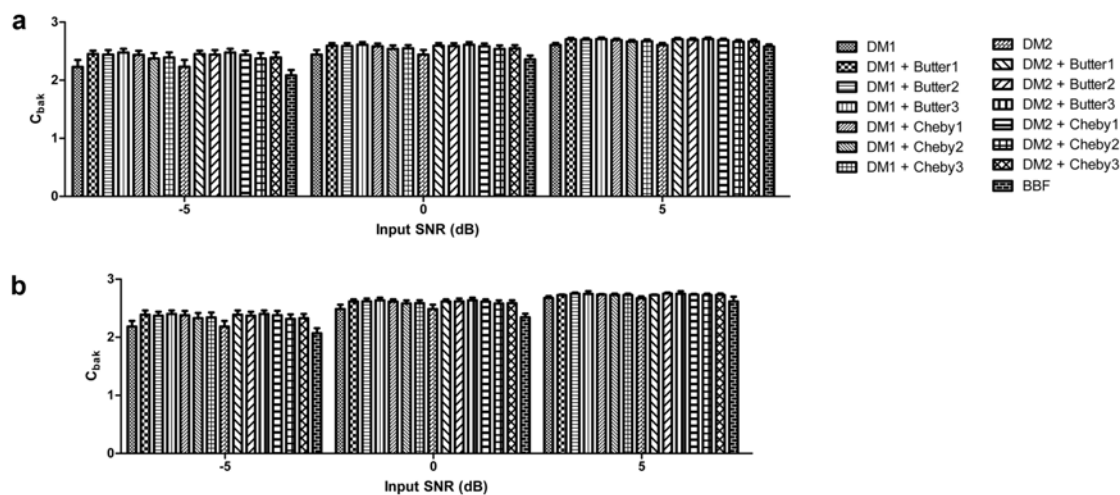 a
C_bak
3
2
1
0
-5 0 5
Input SNR (dB)
DM1
DM1 + Butter1
DM1 + Butter2
DM1 + Butter3
DM1 + Cheby1
DM1 + Cheby2
DM1 + Cheby3
DM2
DM2 + Butter1
DM2 + Butter2
DM2 + Butter3
DM2 + Cheby1
DM2 + Cheby2
DM2 + Cheby3
BBF
b
C_bak
3
2
1
0
-5 0 5
Input SNR (dB)